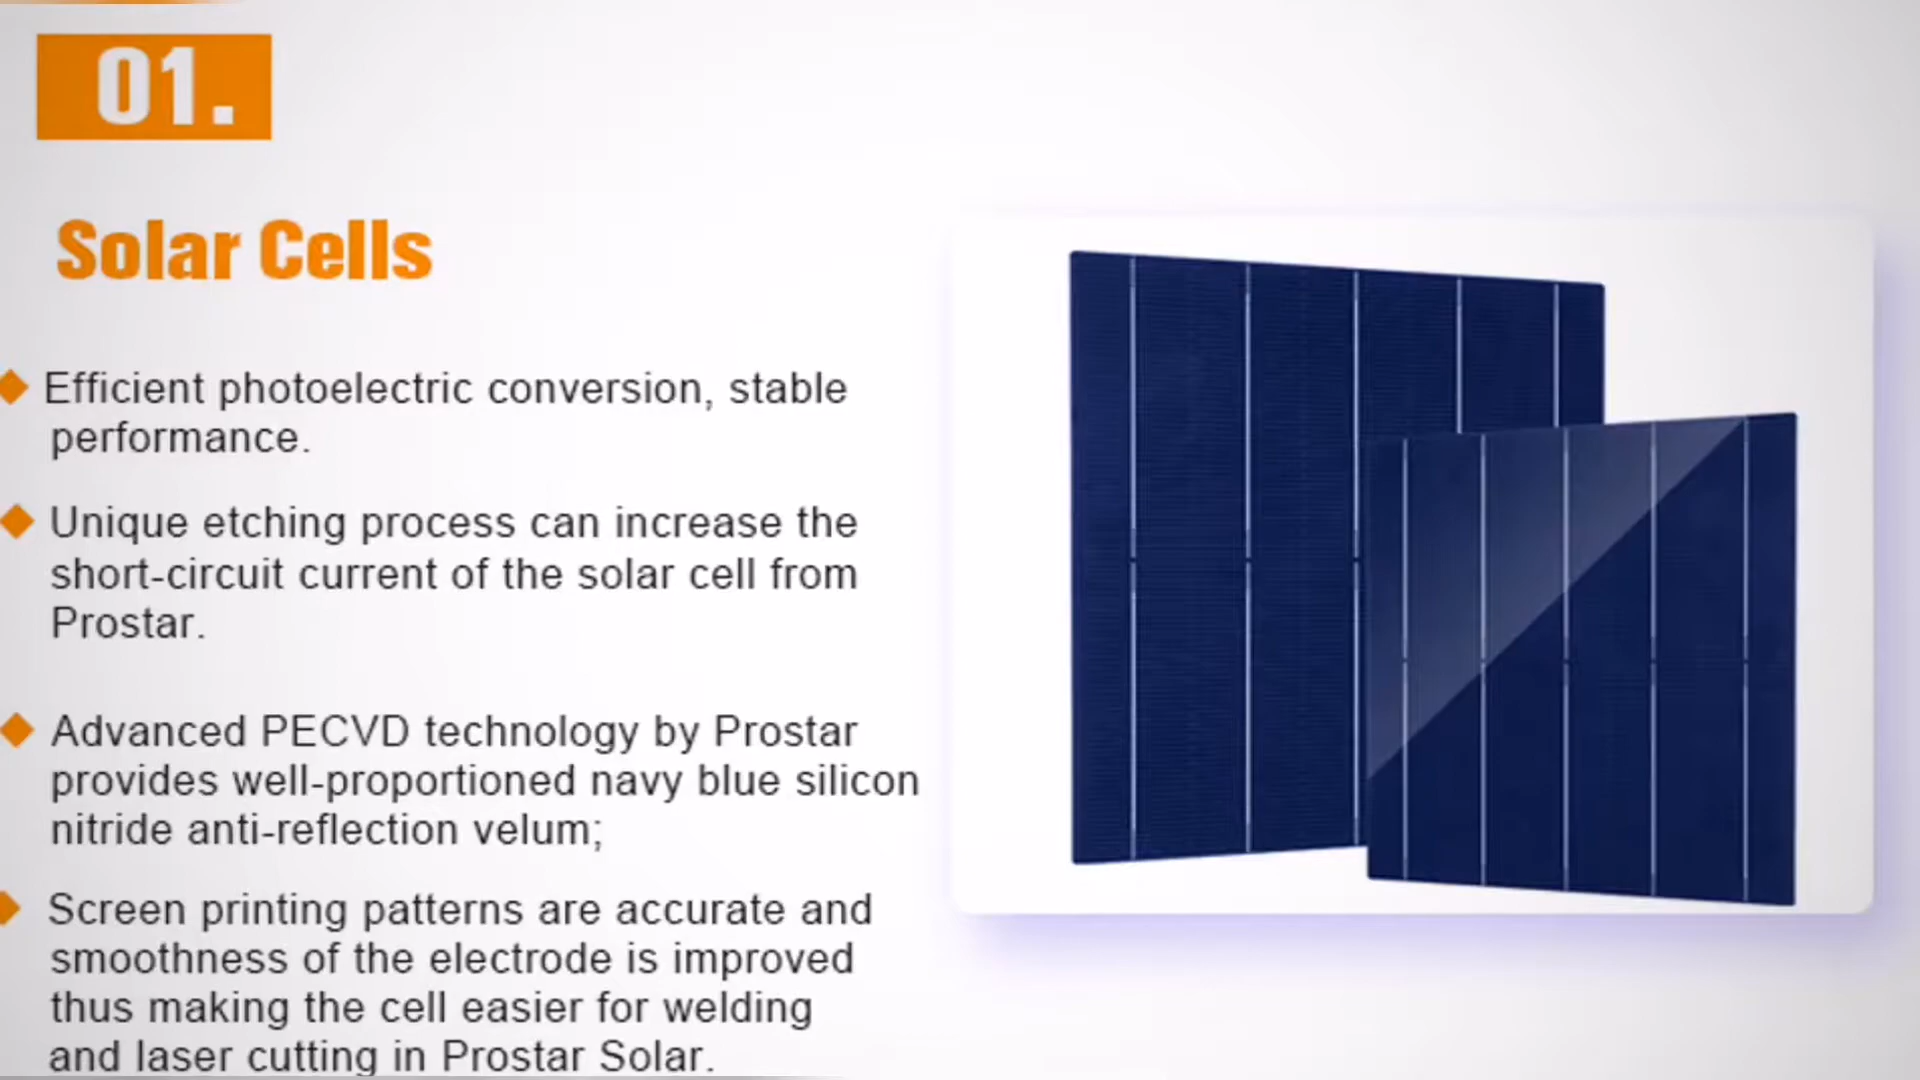 01.
Solar Cells
Efficient photoelectric conversion, stable
performance.
Unique etching process can increase the
short-circuit current of the solar cell from
Prostar.
Advanced PECVD technology by Prostar
provides well-proportioned navy blue silicon
nitride anti-reflection velum;
Screen printing patterns are accurate and
smoothness of the electrode is improved
thus making the cell easier for welding
and laser cutting in Prostar Solar.